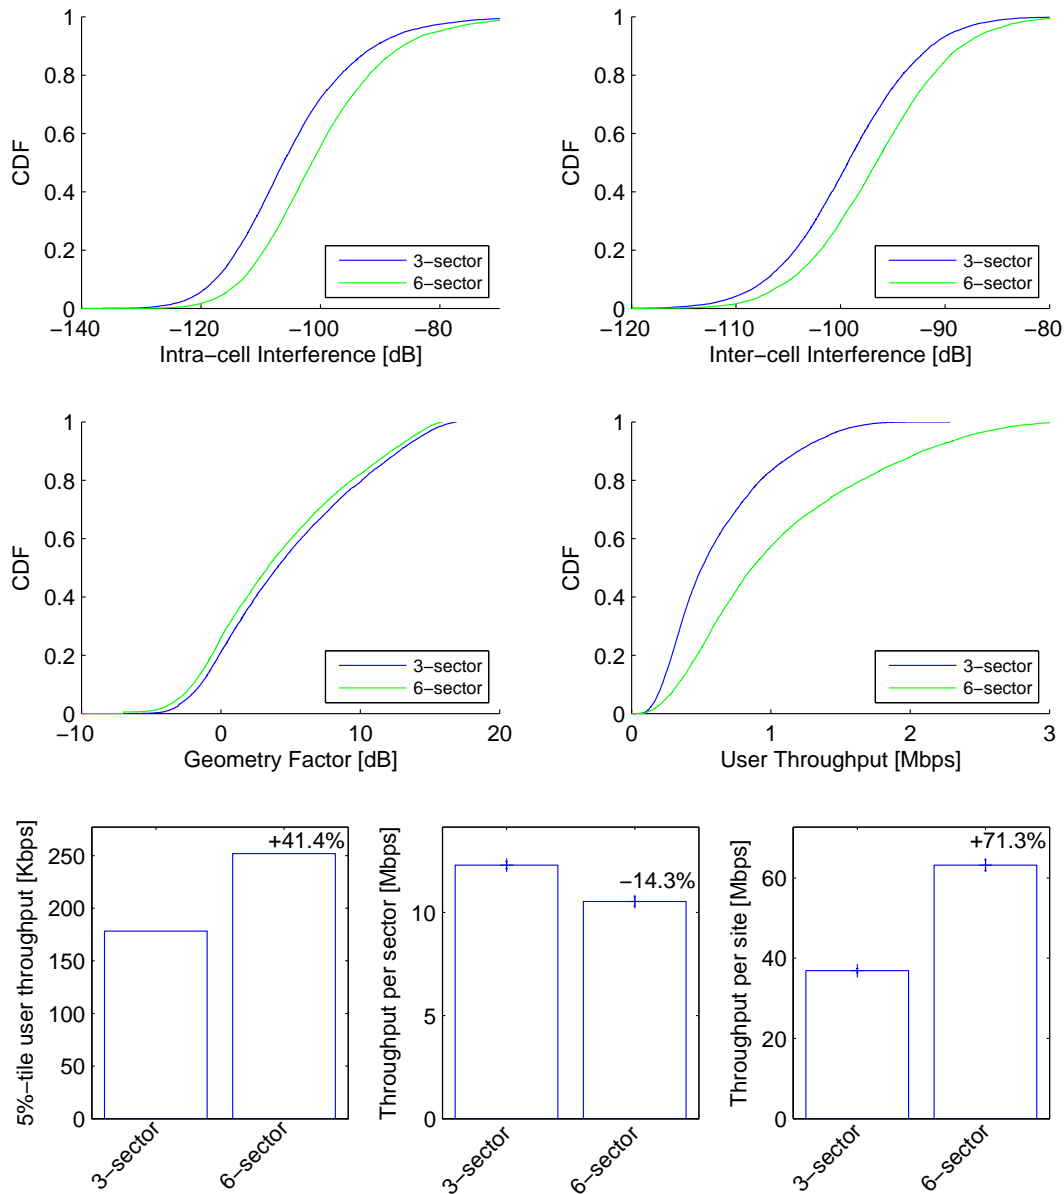 1
0.8
0.6
0.4
0.2
0
CDF
−140
−120
−100
−80
Intra−cell Interference [dB]
3−sector
6−sector
1
0.8
0.6
0.4
0.2
0
CDF
−120
−110
−100
−90
−80
Inter−cell Interference [dB]
3−sector
6−sector
1
0.8
0.6
0.4
0.2
0
CDF
−10
0
10
20
Geometry Factor [dB]
3−sector
6−sector
1
0.8
0.6
0.4
0.2
0
CDF
0
1
2
3
User Throughput [Mbps]
3−sector
6−sector
5%−tile user throughput [Kbps]
250
200
150
100
50
0
+41.4%
3−sector
6−sector
Throughput per sector [Mbps]
10
5
0
−14.3%
3−sector
6−sector
Throughput per site [Mbps]
60
40
20
0
+71.3%
3−sector
6−sector